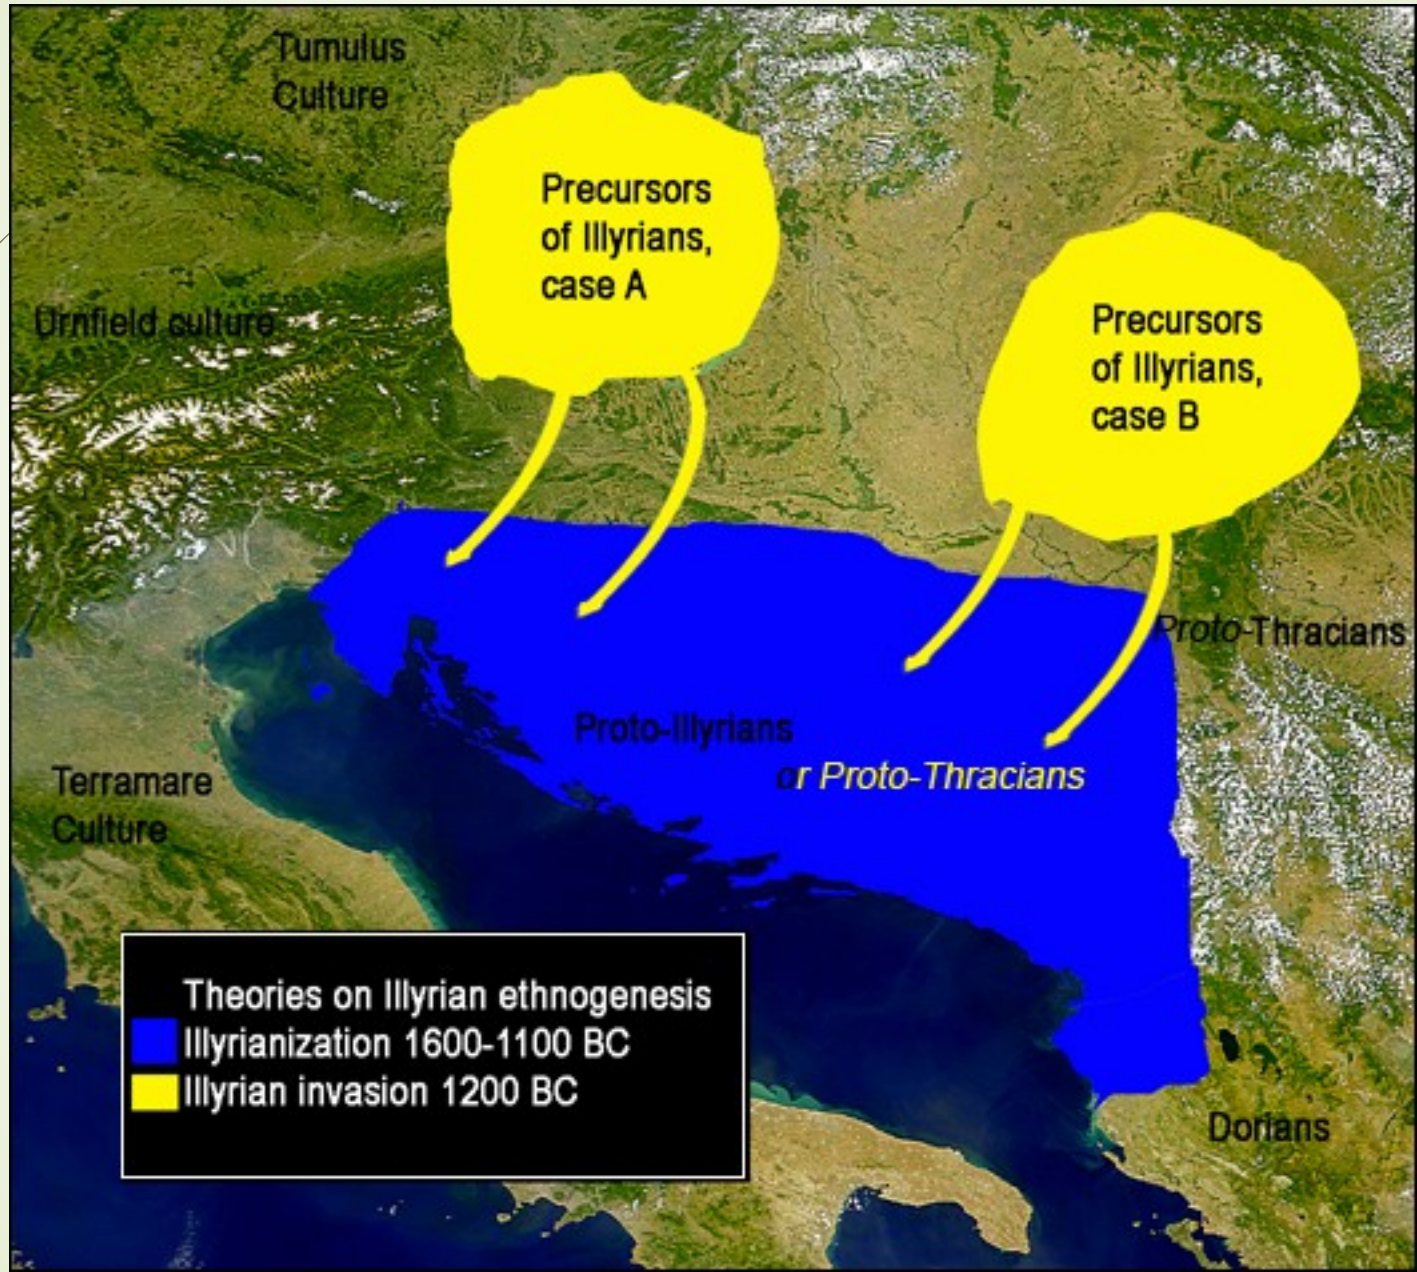 Tumulus
Culture
Precursors
of Illyrians,
case A
Precursors
of Illyrians,
case B
Urnfield culture
Proto-Thracians
Proto-Illyrians
or Proto-Thracians
Terramare
Culture
Theories on Illyrian ethnogenesis
Illyrianization 1600-1100 BC
Illyrian invasion 1200 BC
Dorians